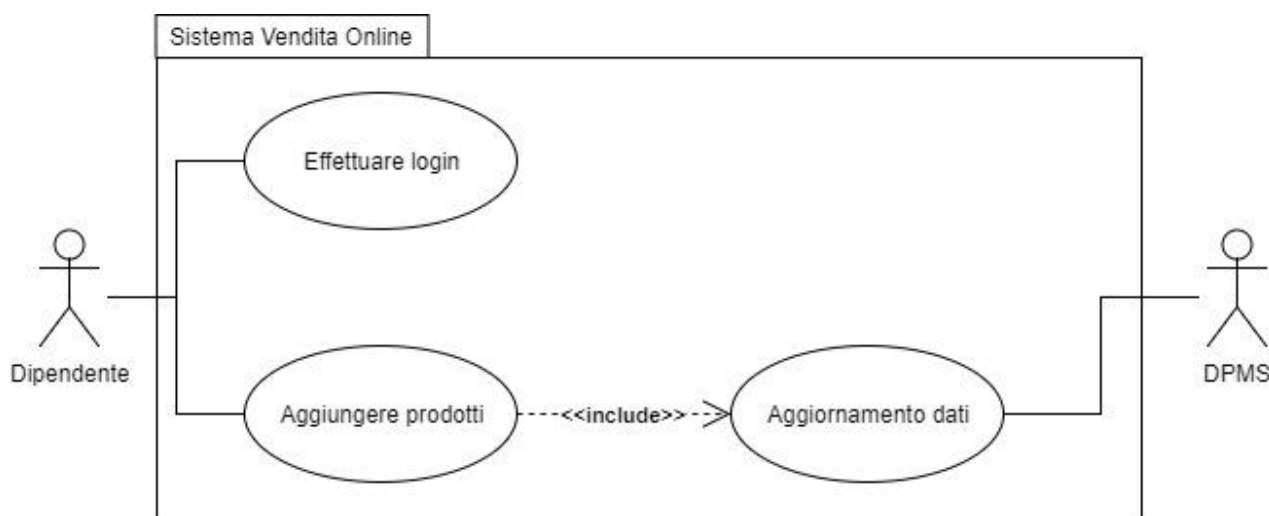 Sistema Vendita Online
Effettuare login
Dipendente
DPMS
Aggiungere prodotti
<<include>>
Aggiornamento dati